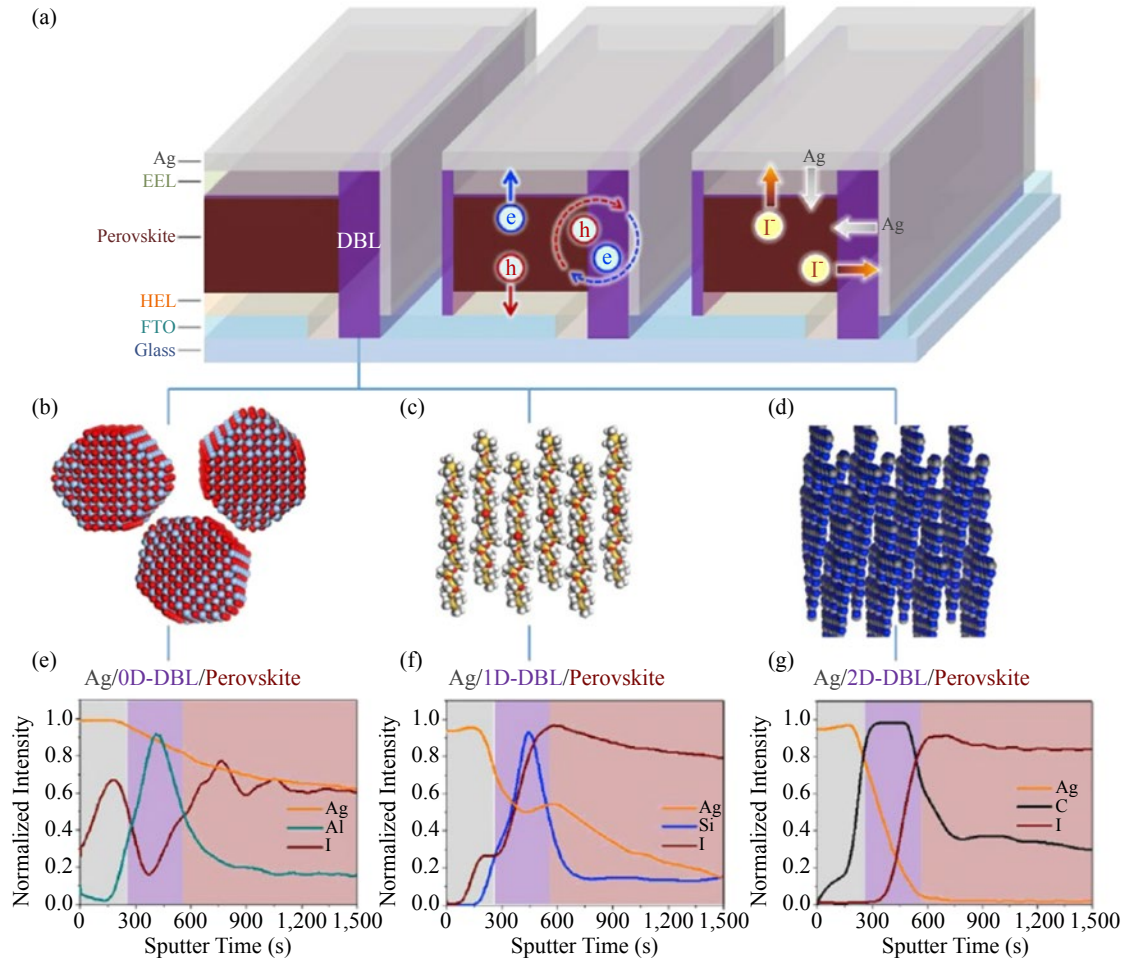 (a)
Ag
EEL
Perovskite
HEL
FTO
Glass
DBL
e
h
h
e
Ag
I-
Ag
I-
(b)
(c)
(d)
(e)
Ag/0D-DBL/Perovskite
Normalized Intensity
1.0
0.8
0.6
0.4
0.2
0.0
Ag
Al
I
0 300 600 900 1,200 1,500
Sputter Time (s)
(f)
Ag/1D-DBL/Perovskite
Normalized Intensity
1.0
0.8
0.6
0.4
0.2
0.0
Ag
Si
I
0 300 600 900 1,200 1,500
Sputter Time (s)
(g)
Ag/2D-DBL/Perovskite
Normalized Intensity
1.0
0.8
0.6
0.4
0.2
0.0
Ag
C
I
0 300 600 900 1,200 1,500
Sputter Time (s)